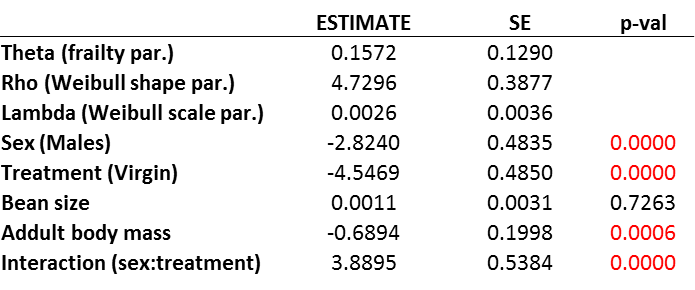 ESTIMATE SE p-val
Theta (frailty par.) 0.1572 0.1290
Rho (Weibull shape par.) 4.7296 0.3877
Lambda (Weibull scale par.) 0.0026 0.0036
Sex (Males) -2.8240 0.4835 0.0000
Treatment (Virgin) -4.5469 0.4850 0.0000
Bean size 0.0011 0.0031 0.7263
Addult body mass -0.6894 0.1998 0.0006
Interaction (sex:treatment) 3.8895 0.5384 0.0000